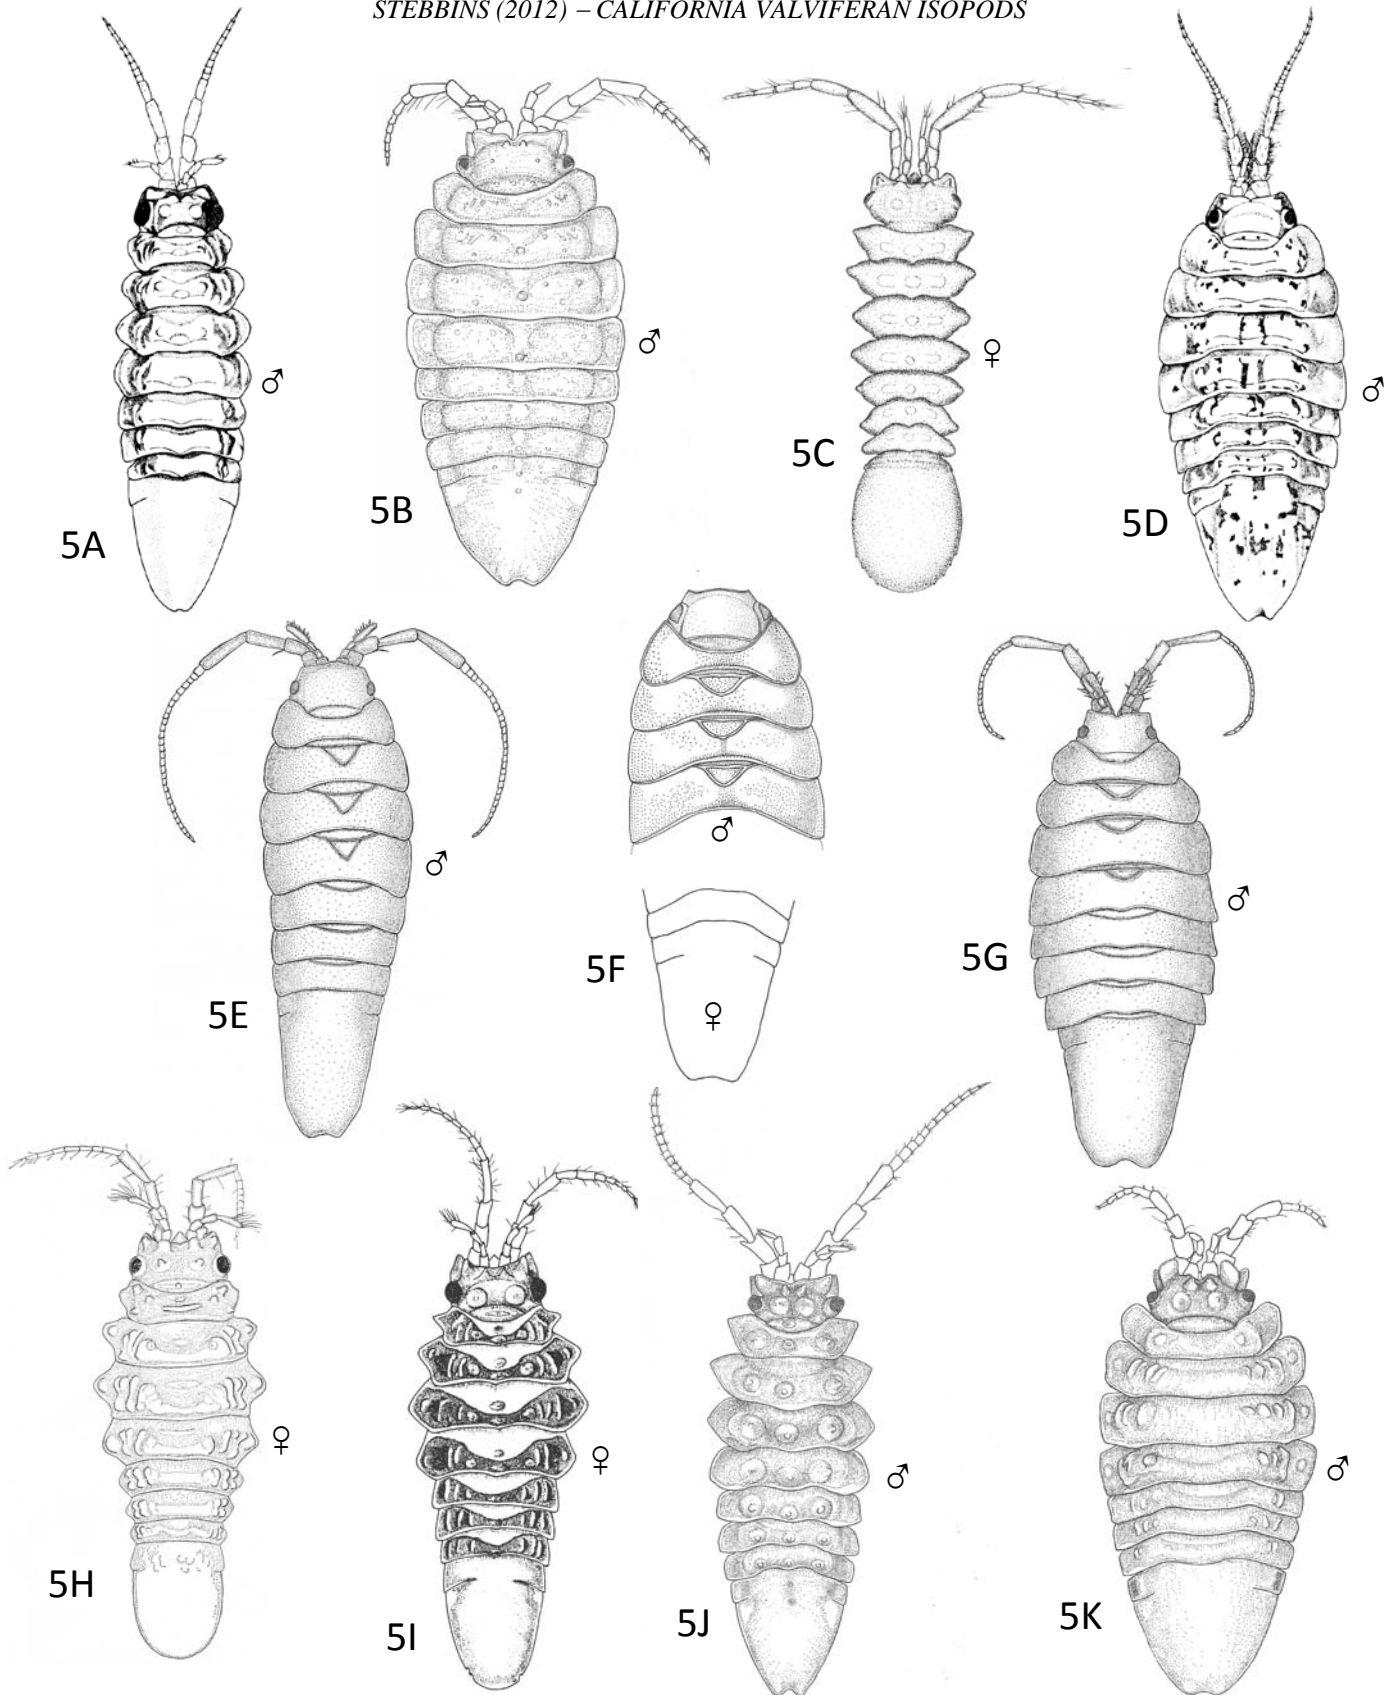 STEBBINS (2012) – CALIFORNIA VALVIFERAN ISOPODS
♂
♂
♀
♂
5A
5B
5C
5D
♂
♂
♂
5E
5F
♀
5G
♀
♀
♂
♂
5H
5I
5J
5K